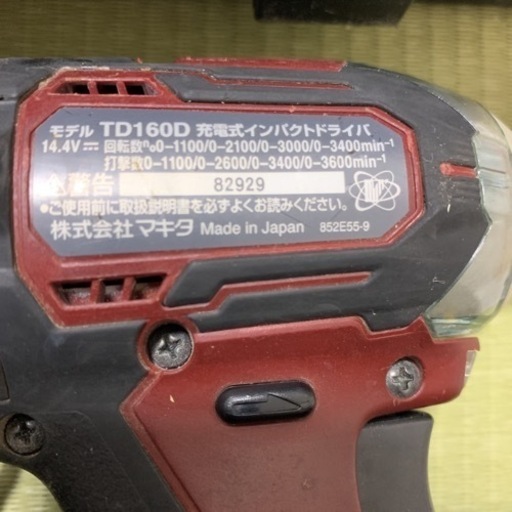 モデル TD160D 充電式インパクトドライバ
14.4V⎓ 回転数n₀0-1100/0-2100/0-3000/0-3400min⁻¹
打撃数0-1100/0-2600/0-3400/0-3600min⁻¹
⚠警告 82929
●ご使用前に取扱説明書を必ずよくお読みください。
株式会社マキタ Made in Japan 852E55-9